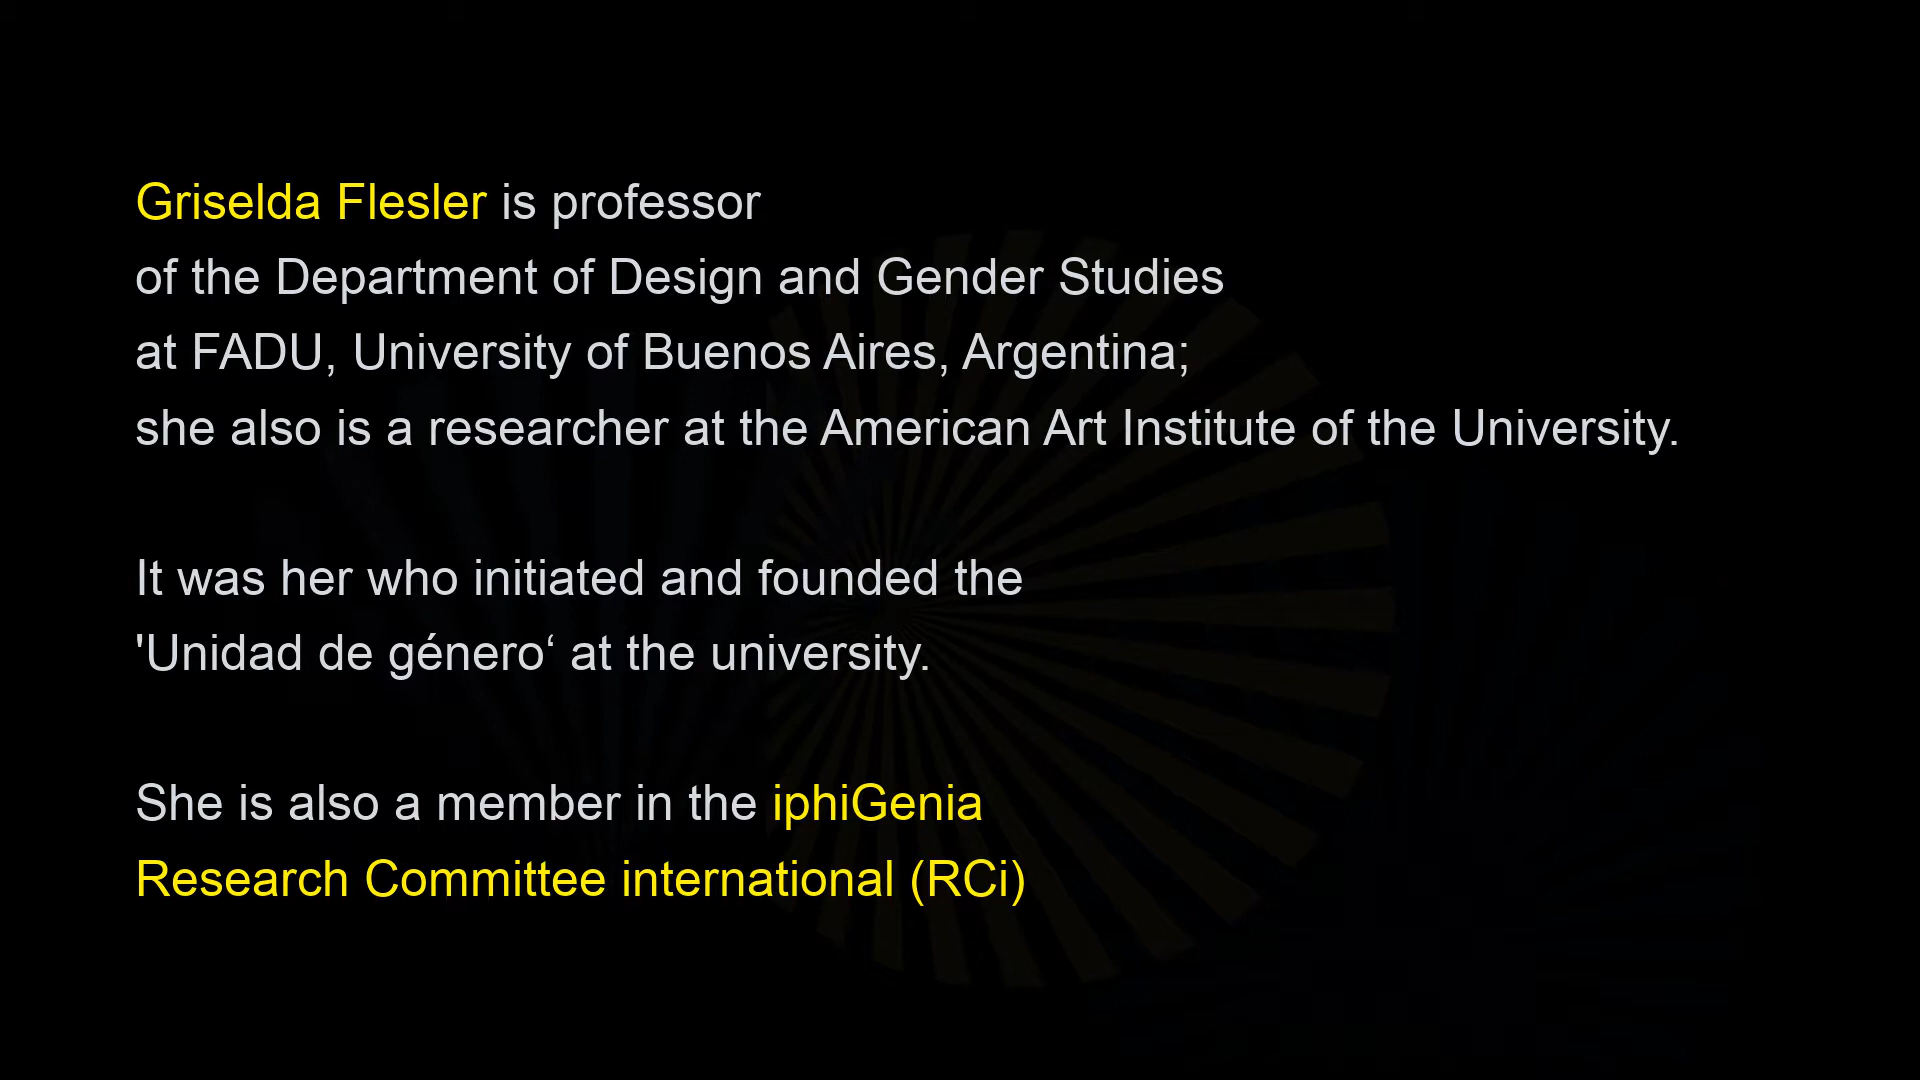 Griselda Flesler is professor
of the Department of Design and Gender Studies
at FADU, University of Buenos Aires, Argentina;
she also is a researcher at the American Art Institute of the University.
It was her who initiated and founded the
'Unidad de género‘ at the university.
She is also a member in the iphiGenia
Research Committee international (RCi)